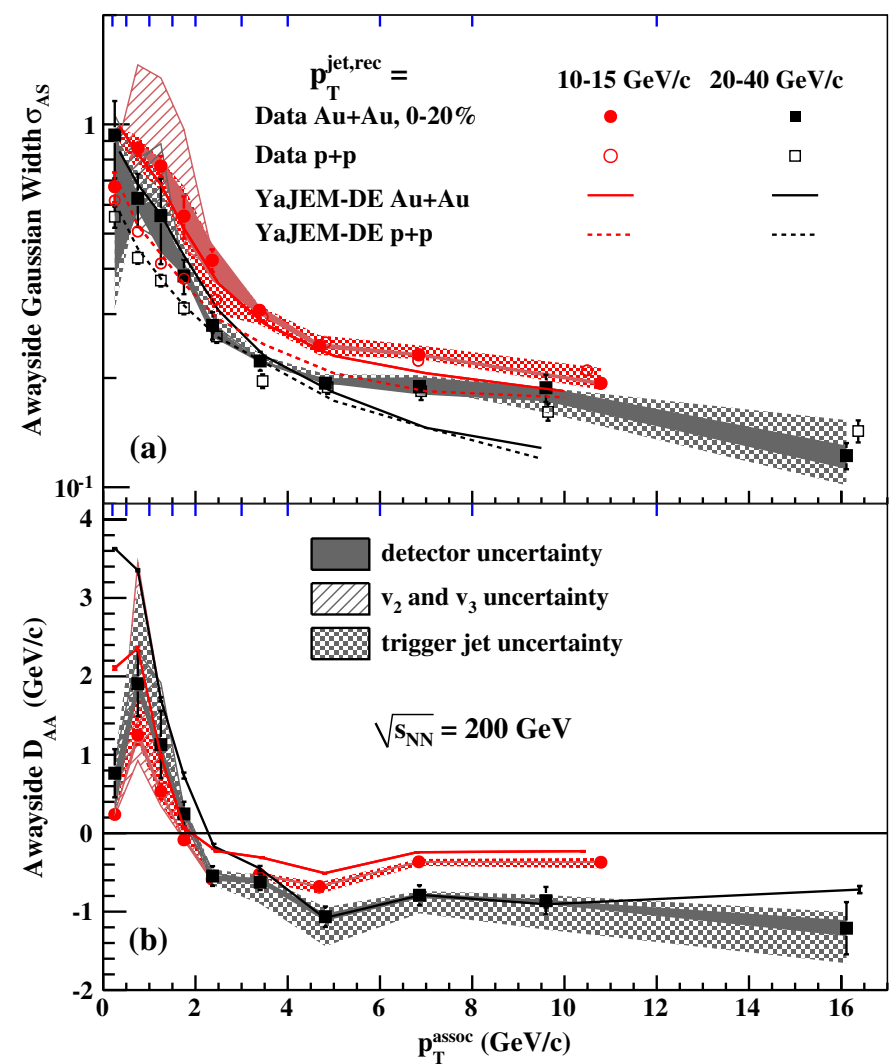 p_T^jet,rec = 10-15 GeV/c 20-40 GeV/c
Data Au+Au, 0-20%
Data p+p
YaJEM-DE Au+Au
YaJEM-DE p+p
Awayside Gaussian Width σ_AS
1
10^-1
(a)
detector uncertainty
v_2 and v_3 uncertainty
trigger jet uncertainty
√s_NN = 200 GeV
Awayside D_AA (GeV/c)
4
3
2
1
0
-1
-2
(b)
0 2 4 6 8 10 12 14 16
p_T^assoc (GeV/c)